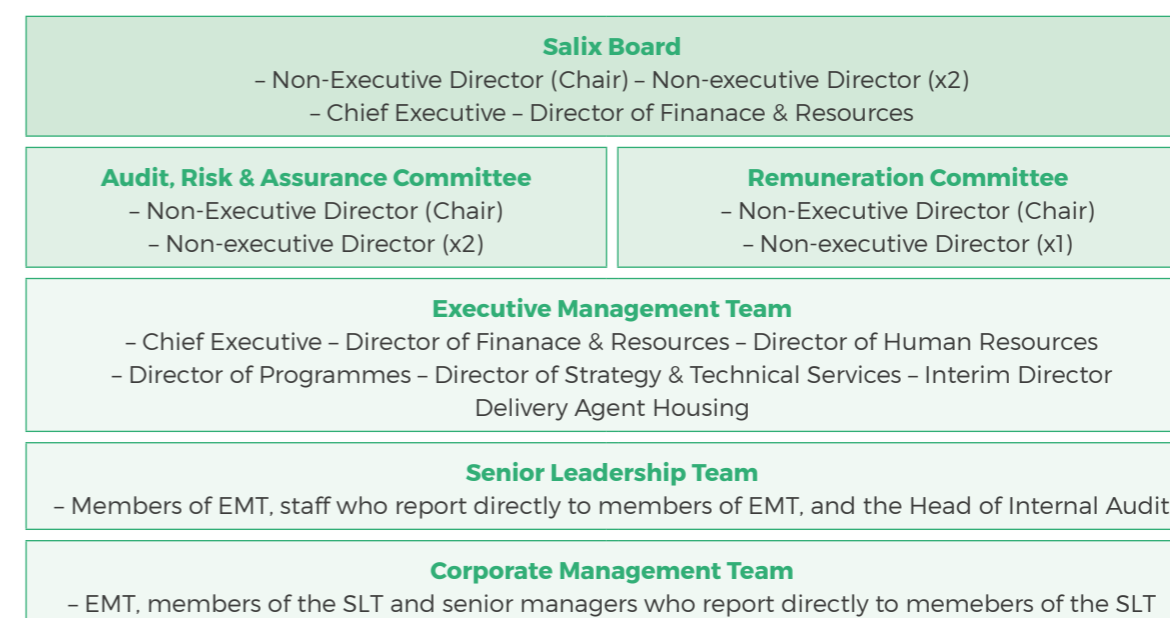 Salix Board
– Non-Executive Director (Chair) – Non-executive Director (x2)
– Chief Executive – Director of Finanace & Resources
Audit, Risk & Assurance Committee
– Non-Executive Director (Chair)
– Non-executive Director (x2)
Remuneration Committee
– Non-Executive Director (Chair)
– Non-executive Director (x1)
Executive Management Team
– Chief Executive – Director of Finanace & Resources – Director of Human Resources
– Director of Programmes – Director of Strategy & Technical Services – Interim Director
Delivery Agent Housing
Senior Leadership Team
– Members of EMT, staff who report directly to members of EMT, and the Head of Internal Audit
Corporate Management Team
– EMT, members of the SLT and senior managers who report directly to memebers of the SLT